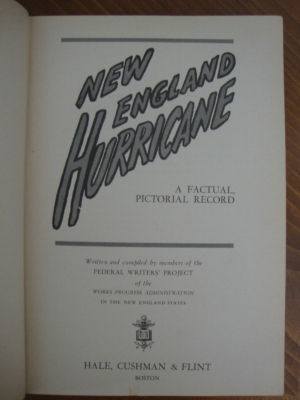 NEW
ENGLAND
HURRICANE
A FACTUAL,
PICTORIAL RECORD
Written and compiled by members of the
FEDERAL WRITERS' PROJECT
of the
WORKS PROGRESS ADMINISTRATION
IN THE NEW ENGLAND STATES
HALE, CUSHMAN & FLINT
BOSTON